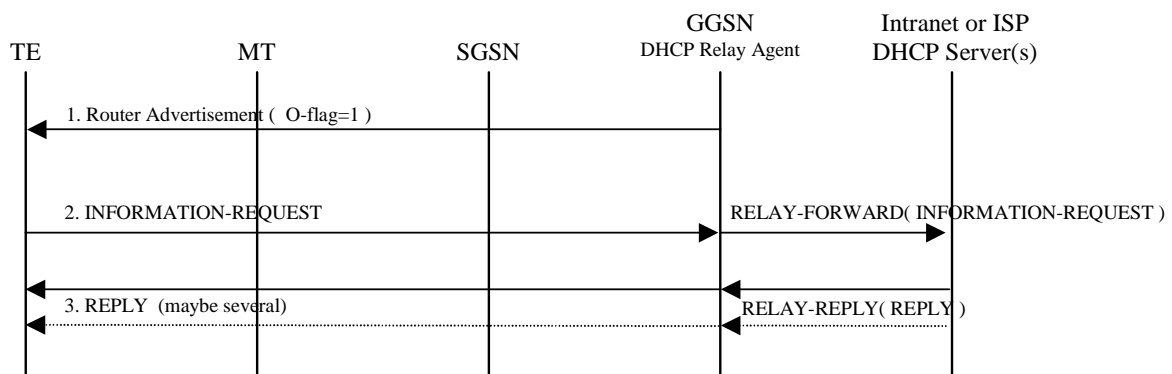 GGSN
Intranet or ISP
TE
MT
SGSN
DHCP Relay Agent
DHCP Server(s)
1. Router Advertisement ( O-flag=1 )
2. INFORMATION-REQUEST
RELAY-FORWARD( INFORMATION-REQUEST )
3. REPLY (maybe several)
RELAY-REPLY( REPLY )